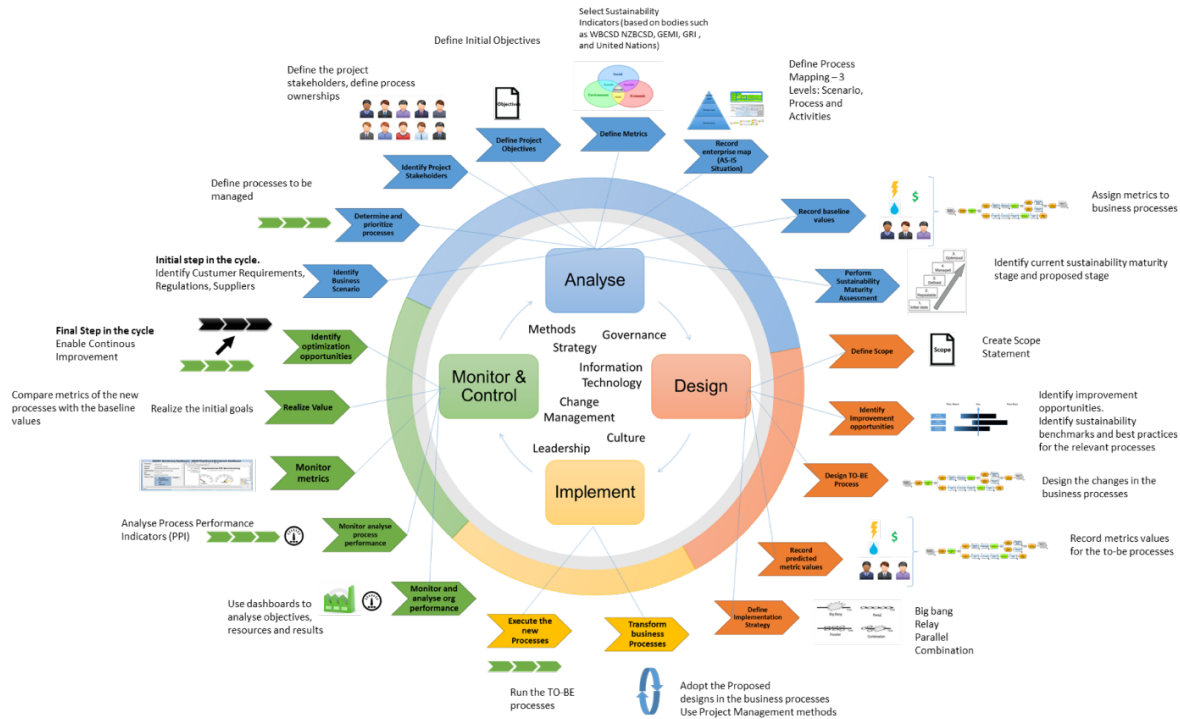 Define Initial Objectives
Select Sustainability
Indicators (based on bodies such
as WBCSD NZBCSD, GEMI, GRI ,
and United Nations)
Define the project
stakeholders, define process
ownerships
Objectives
Social
Environment
Economic
Define Process
Mapping – 3
Levels: Scenario,
Process and
Activities
Identify Project
Stakeholders
Define Project
Objectives
Define Metrics
Record
enterprise map
(AS-IS
Situation)
Define processes to be
managed
Determine and
prioritize
processes
Record baseline
values
$
Assign metrics to
business processes
Initial step in the cycle.
Identify Custumer Requirements,
Regulations, Suppliers
Identify
Business
Scenario
Perform
Sustainability
Maturity
Assessment
Identify current sustainability maturity
stage and proposed stage
Final Step in the cycle
Enable Continous
Improvement
Identify
optimization
opportunities
Define Scope
Scope
Create Scope
Statement
Compare metrics of the new
processes with the baseline
values
Realize the initial goals
Realize Value
Identify
Improvement
opportunities
Identify improvement
opportunities.
Identify sustainability
benchmarks and best practices
for the relevant processes
Monitor
metrics
Design TO-BE
Process
Design the changes in the
business processes
Analyse Process Performance
Indicators (PPI)
Monitor analyse
process
performance
Record
predicted
metric values
$
Record metrics values
for the to-be processes
Use dashboards to
analyse objectives,
resources and results
Monitor and
analyse org
performance
Define
Implementation
Strategy
Big Bang
Relay
Parallel
Combination
Big bang
Relay
Parallel
Combination
Execute the
new
Processes
Transform
business
Processes
Run the TO-BE
processes
Adopt the Proposed
designs in the business processes
Use Project Management methods
Analyse
Design
Implement
Monitor &
Control
Methods
Governance
Strategy
Information
Technology
Change
Management
Culture
Leadership